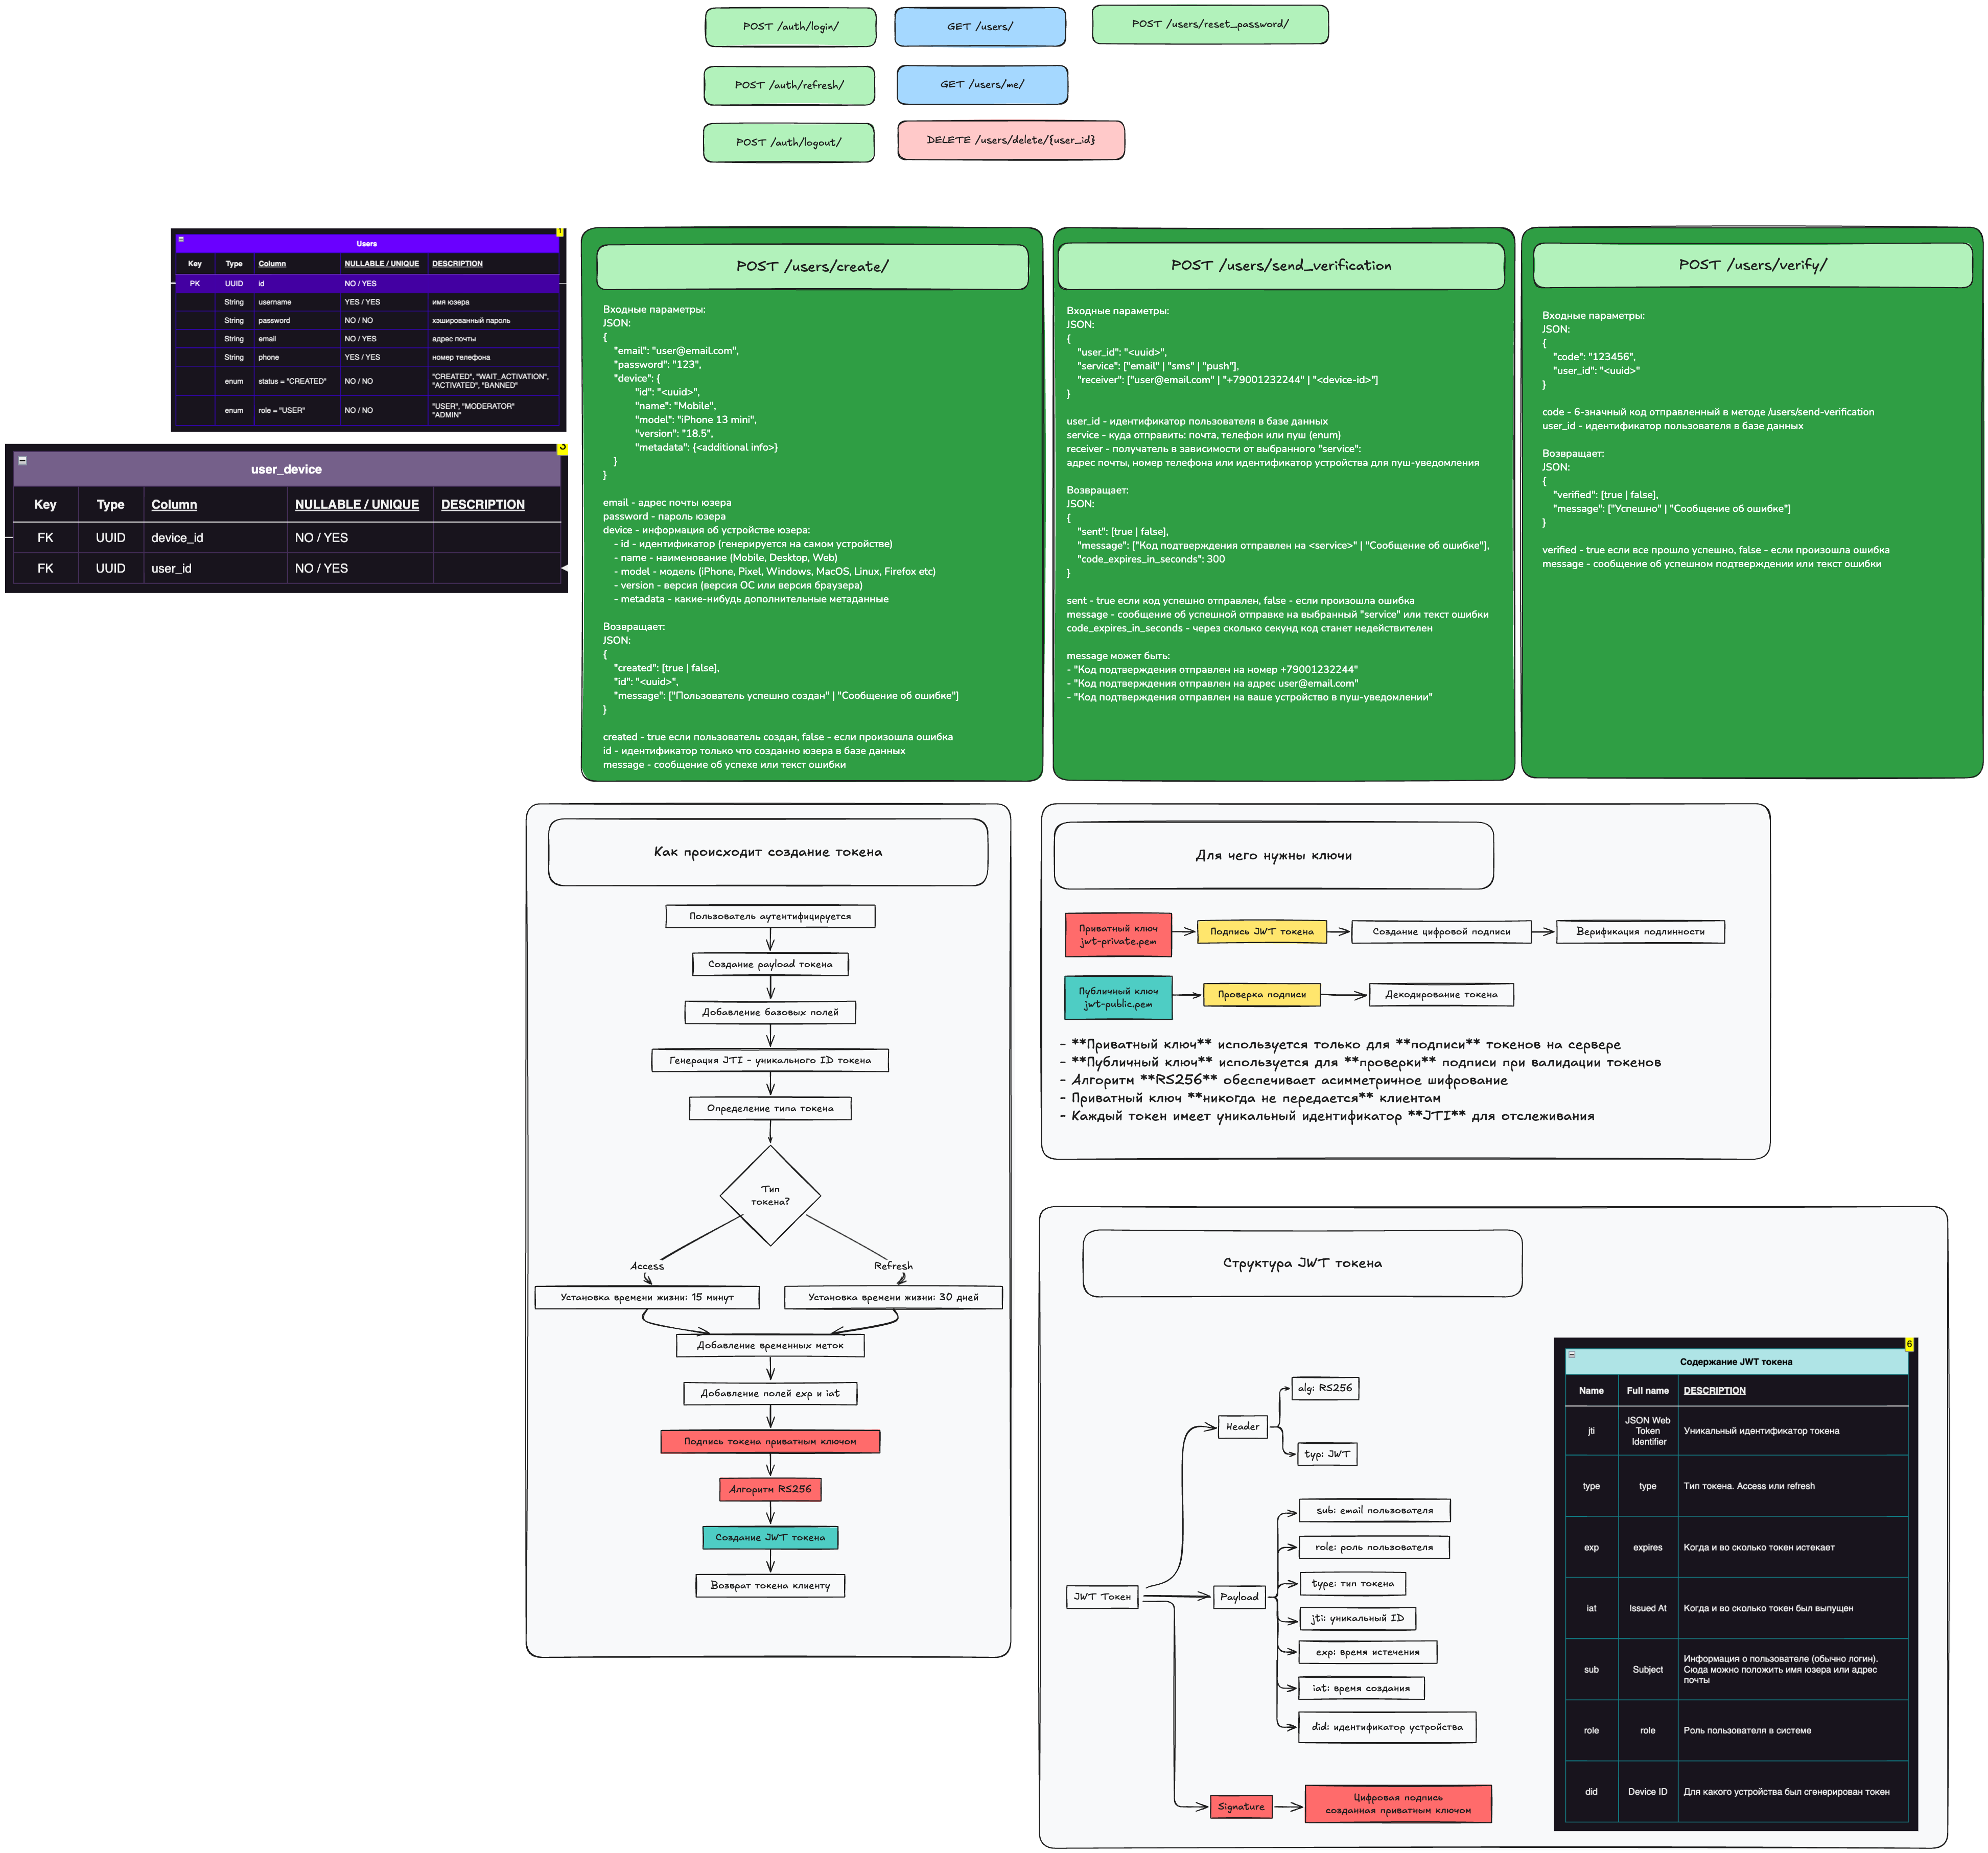 POST /auth/login/
GET /users/
POST /users/reset_password/
POST /auth/refresh/
GET /users/me/
POST /auth/logout/
DELETE /users/delete/{user_id}
1
Users
Key Type Column NULLABLE / UNIQUE DESCRIPTION
PK UUID id NO / YES
String username YES / YES имя юзера
String password NO / NO хэшированный пароль
String email NO / YES адрес почты
String phone YES / YES номер телефона
enum status = "CREATED" NO / NO "CREATED", "WAIT_ACTIVATION",
"ACTIVATED", "BANNED"
enum role = "USER" NO / NO "USER", "MODERATOR"
"ADMIN"
3
user_device
Key Type Column NULLABLE / UNIQUE DESCRIPTION
FK UUID device_id NO / YES
FK UUID user_id NO / YES
POST /users/create/
Входные параметры:
JSON:
{
"email": "user@email.com",
"password": "123",
"device": {
"id": "<uuid>",
"name": "Mobile",
"model": "iPhone 13 mini",
"version": "18.5",
"metadata": {<additional info>}
}
}
email - адрес почты юзера
password - пароль юзера
device - информация об устройстве юзера:
- id - идентификатор (генерируется на самом устройстве)
- name - наименование (Mobile, Desktop, Web)
- model - модель (iPhone, Pixel, Windows, MacOS, Linux, Firefox etc)
- version - версия (версия ОС или версия браузера)
- metadata - какие-нибудь дополнительные метаданные
Возвращает:
JSON:
{
"created": [true | false],
"id": "<uuid>",
"message": ["Пользователь успешно создан" | "Сообщение об ошибке"]
}
created - true если пользователь создан, false - если произошла ошибка
id - идентификатор только что созданно юзера в базе данных
message - сообщение об успехе или текст ошибки
POST /users/send_verification
Входные параметры:
JSON:
{
"user_id": "<uuid>",
"service": ["email" | "sms" | "push"],
"receiver": ["user@email.com" | "+79001232244" | "<device-id>"]
}
user_id - идентификатор пользователя в базе данных
service - куда отправить: почта, телефон или пуш (enum)
receiver - получатель в зависимости от выбранного "service":
адрес почты, номер телефона или идентификатор устройства для пуш-уведомления
Возвращает:
JSON:
{
"sent": [true | false],
"message": ["Код подтверждения отправлен на <service>" | "Сообщение об ошибке"],
"code_expires_in_seconds": 300
}
sent - true если код успешно отправлен, false - если произошла ошибка
message - сообщение об успешной отправке на выбранный "service" или текст ошибки
code_expires_in_seconds - через сколько секунд код станет недействителен
message может быть:
- "Код подтверждения отправлен на номер +79001232244"
- "Код подтверждения отправлен на адрес user@email.com"
- "Код подтверждения отправлен на ваше устройство в пуш-уведомлении"
POST /users/verify/
Входные параметры:
JSON:
{
"code": "123456",
"user_id": "<uuid>"
}
code - 6-значный код отправленный в методе /users/send-verification
user_id - идентификатор пользователя в базе данных
Возвращает:
JSON:
{
"verified": [true | false],
"message": ["Успешно" | "Сообщение об ошибке"]
}
verified - true если все прошло успешно, false - если произошла ошибка
message - сообщение об успешном подтверждении или текст ошибки
Как происходит создание токена
Пользователь аутентифицируется
Создание payload токена
Добавление базовых полей
Генерация JTI - уникального ID токена
Определение типа токена
Тип
токена?
Access
Refresh
Установка времени жизни: 15 минут
Установка времени жизни: 30 дней
Добавление временных меток
Добавление полей exp и iat
Подпись токена приватным ключом
Алгоритм RS256
Создание JWT токена
Возврат токена клиенту
Для чего нужны ключи
Приватный ключ
jwt-private.pem
Подпись JWT токена
Создание цифровой подписи
Верификация подлинности
Публичный ключ
jwt-public.pem
Проверка подписи
Декодирование токена
- **Приватный ключ** используется только для **подписи** токенов на сервере
- **Публичный ключ** используется для **проверки** подписи при валидации токенов
- Алгоритм **RS256** обеспечивает асимметричное шифрование
- Приватный ключ **никогда не передается** клиентам
- Каждый токен имеет уникальный идентификатор **JTI** для отслеживания
Структура JWT токена
JWT Токен
Header
alg: RS256
typ: JWT
Payload
sub: email пользователя
role: роль пользователя
type: тип токена
jti: уникальный ID
exp: время истечения
iat: время создания
did: идентификатор устройства
Signature
Цифровая подпись
созданная приватным ключом
6
Содержание JWT токена
Name Full name DESCRIPTION
jti JSON Web Token Identifier Уникальный идентификатор токена
type type Тип токена. Access или refresh
exp expires Когда и во сколько токен истекает
iat Issued At Когда и во сколько токен был выпущен
sub Subject Информация о пользователе (обычно логин).
Сюда можно положить имя юзера или адрес
почты
role role Роль пользователя в системе
did Device ID Для какого устройства был сгенерирован токен